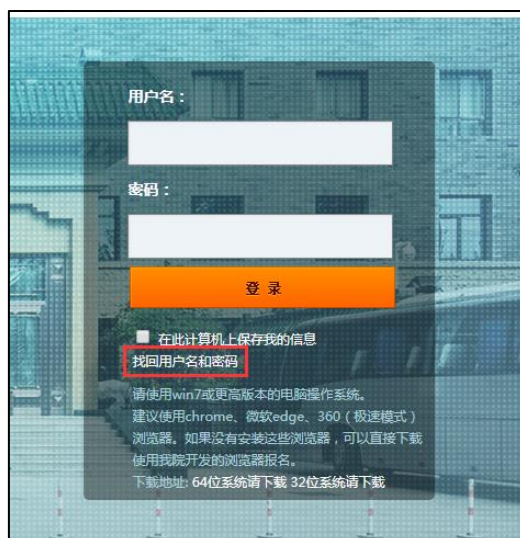 用户名：
密码：
登 录
在此计算机上保存我的信息
找回用户名和密码
请使用win7或更高版本的电脑操作系统。
建议使用chrome、微软edge、360（极速模式）
浏览器。如果没有安装这些浏览器，可以直接下载
使用我院开发的浏览器报名。
下载地址: 64位系统请下载 32位系统请下载